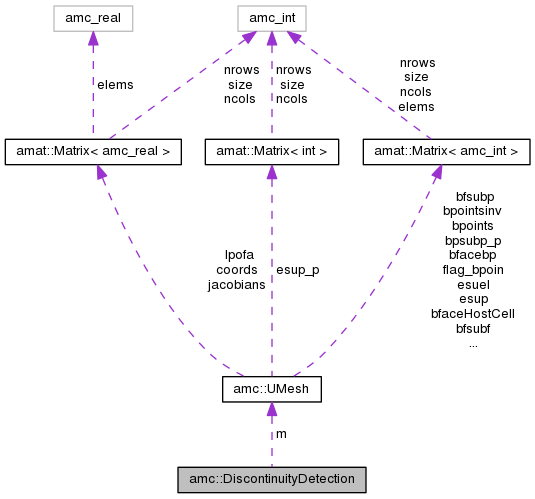 amc_real
amc_int
elems
nrows
size
ncols
nrows
size
ncols
nrows
size
ncols
elems
amat::Matrix< amc_real >
amat::Matrix< int >
amat::Matrix< amc_int >
lpofa
coords
jacobians
esup_p
bfsubp
bpointsinv
bpoints
bpsubp_p
bfacebp
flag_bpoin
esuel
esup
bfaceHostCell
bfsubf
...
amc::UMesh
m
amc::DiscontinuityDetection